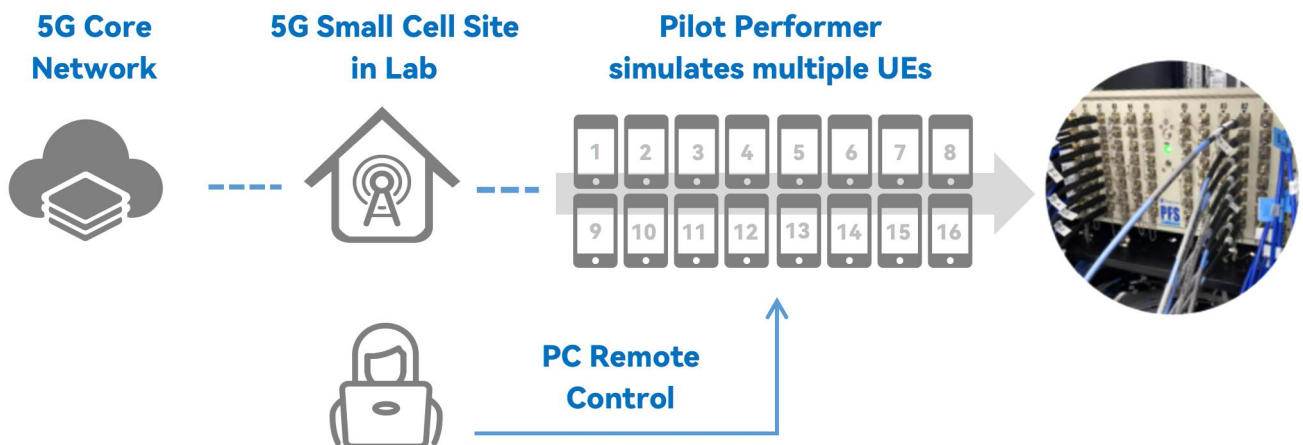 5G Core
Network
5G Small Cell Site
in Lab
Pilot Performer
simulates multiple UEs
1 2 3 4 5 6 7 8
9 10 11 12 13 14 15 16
PFS
PC Remote
Control